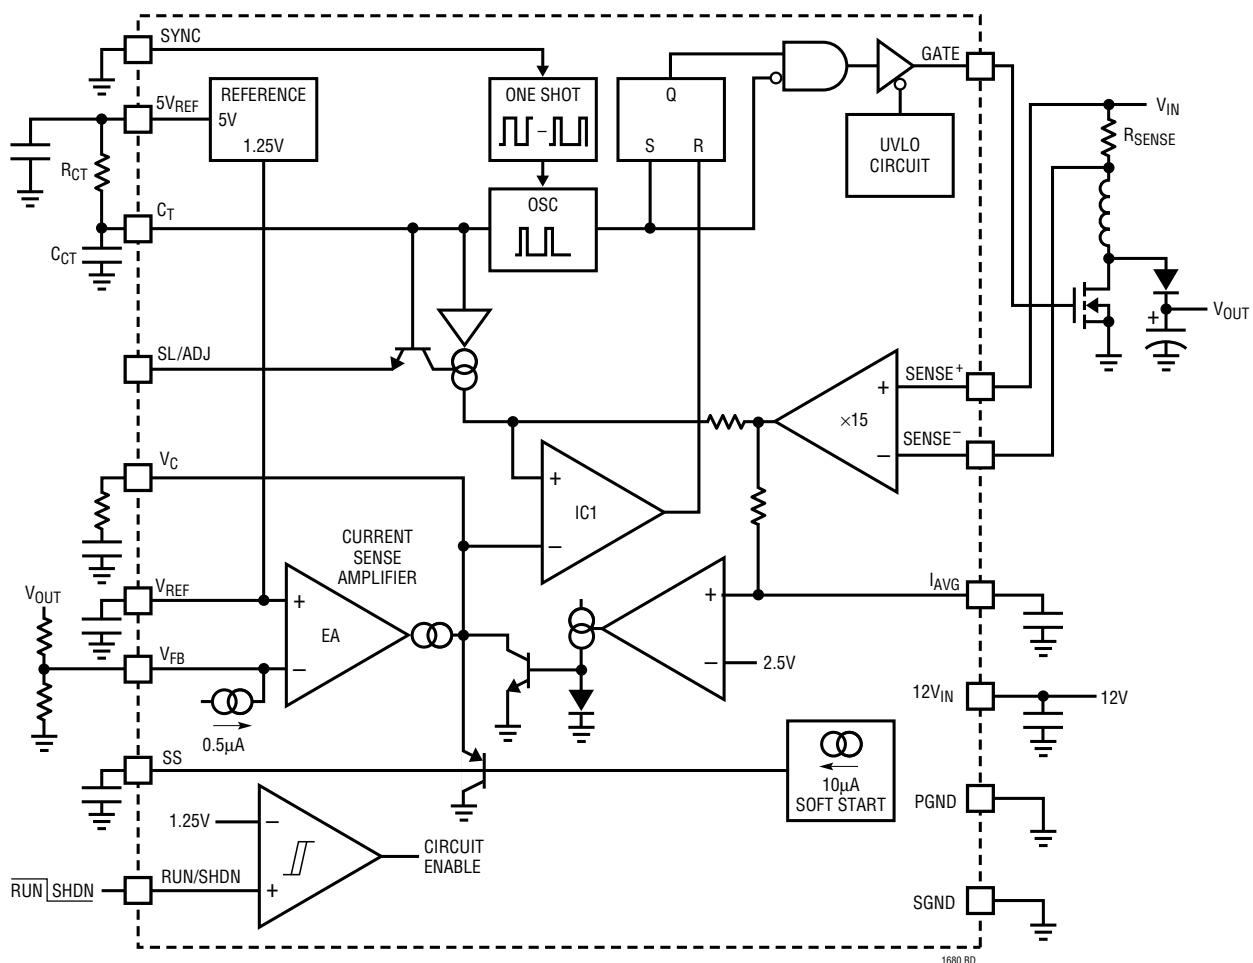 SYNC
GATE
5VREF
REFERENCE
5V
1.25V
ONE SHOT
–
Q
S R
UVLO
CIRCUIT
VIN
RSENSE
RCT
CT
OSC
CCT
VOUT
+
SL/ADJ
SENSE+
+
×15
SENSE–
–
VC
+
IC1
–
CURRENT
SENSE
AMPLIFIER
VREF
VOUT
+
EA
–
VFB
0.5µA
+
–
2.5V
IAVG
12VIN
12V
SS
10µA
SOFT START
PGND
1.25V
–
CIRCUIT
ENABLE
RUN SHDN
RUN/SHDN
+
SGND
1680 BD